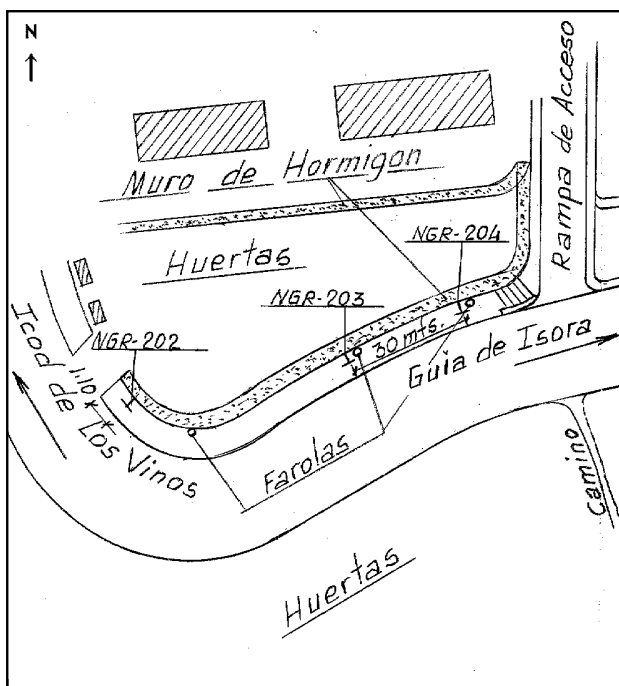 N
Rampa de Acceso
Muro de Hormigon
NGR-204
Huertas
NGR-203
30 mts.
Guia de Isora
NGR-202
Icod de Los Vinos
1.10
Farolas
Camino
Huertas